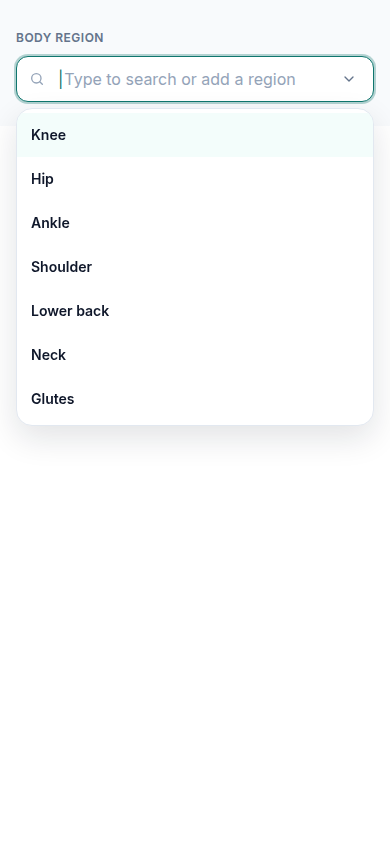 BODY REGION
Type to search or add a region
Knee
Hip
Ankle
Shoulder
Lower back
Neck
Glutes